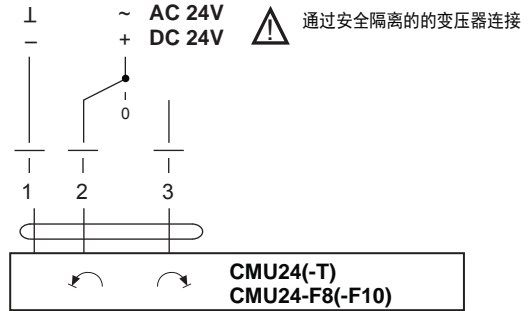 ⊥ ~ AC 24V
– + DC 24V
! 通过安全隔离的的变压器连接
0
1 2 3
CMU24(-T)
CMU24-F8(-F10)